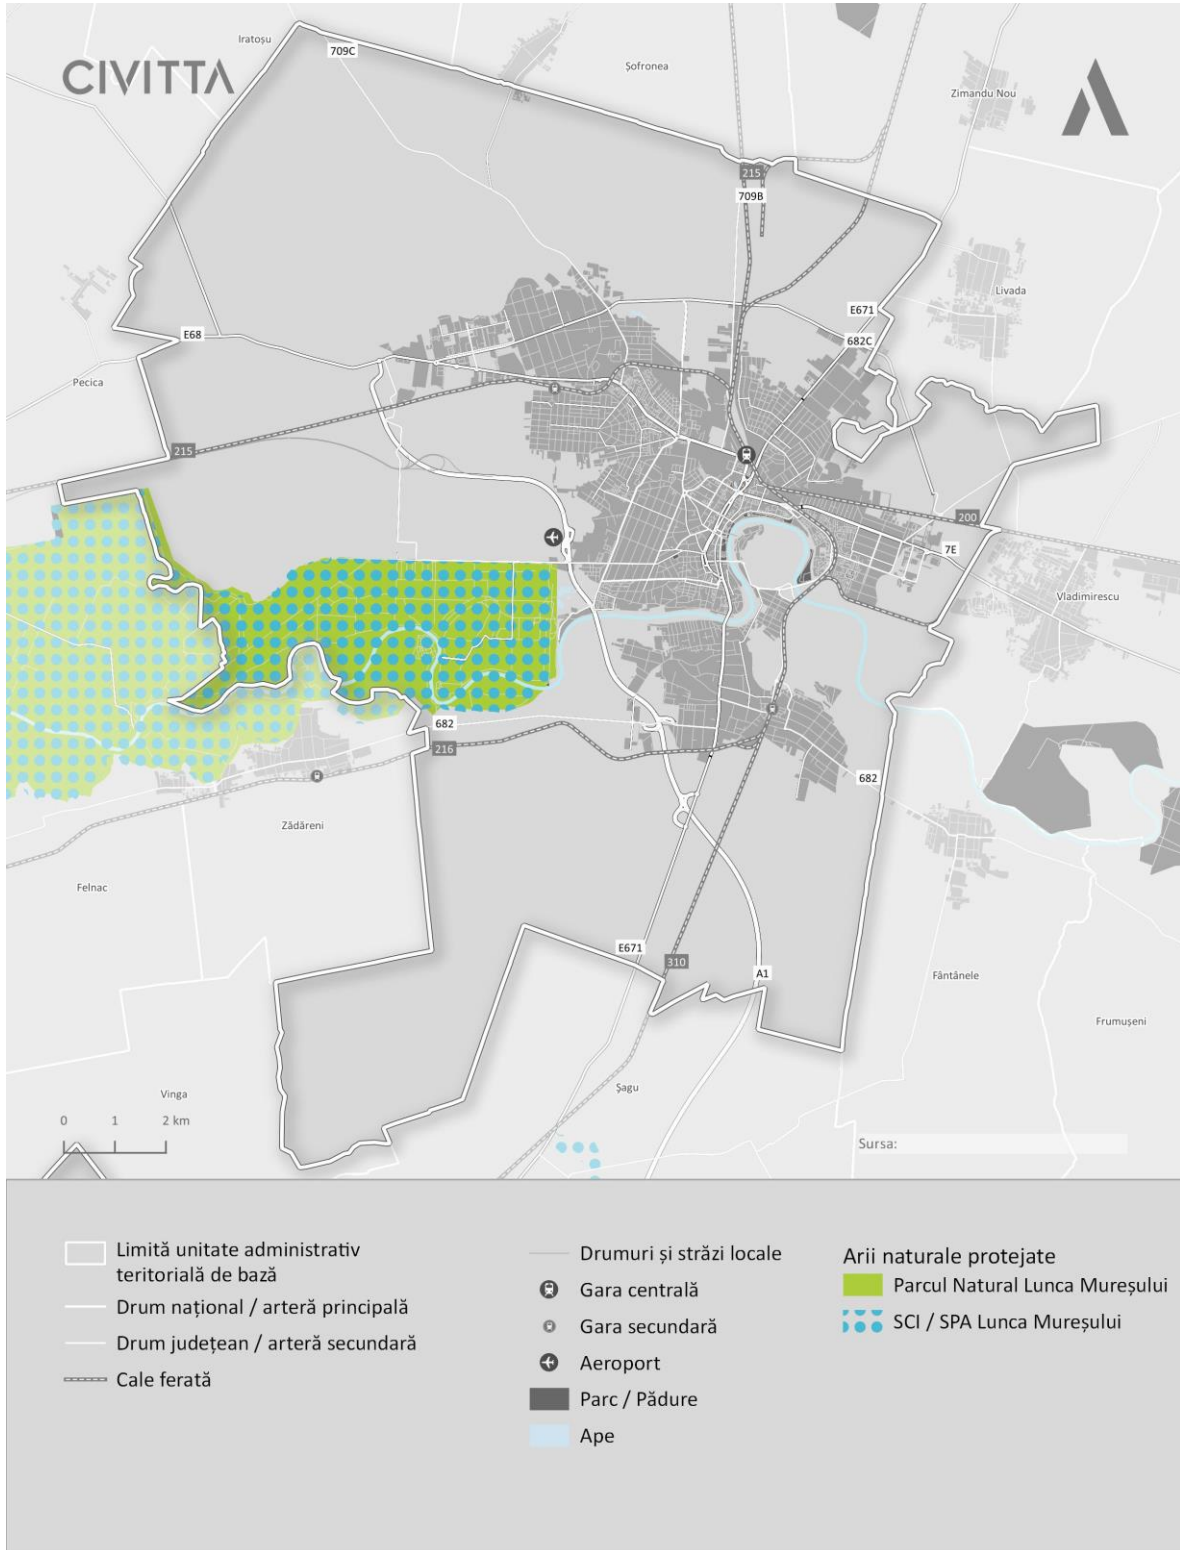 Iratoșu
709C
CIVITTA
Șofronea
Zimandu Nou
215
709B
Livada
E671
E68
682C
Pecica
215
200
7E
Vladimirescu
682
216
682
Zădăreni
Felnac
E671
310
A1
Fântânele
Frumușeni
Șagu
Vinga
0 1 2 km
Sursa:
Limită unitate administrativ
teritorială de bază
Drum național / arteră principală
Drum județean / arteră secundară
Cale ferată
Drumuri și străzi locale
Gara centrală
Gara secundară
Aeroport
Parc / Pădure
Ape
Arii naturale protejate
Parcul Natural Lunca Mureșului
SCI / SPA Lunca Mureșului